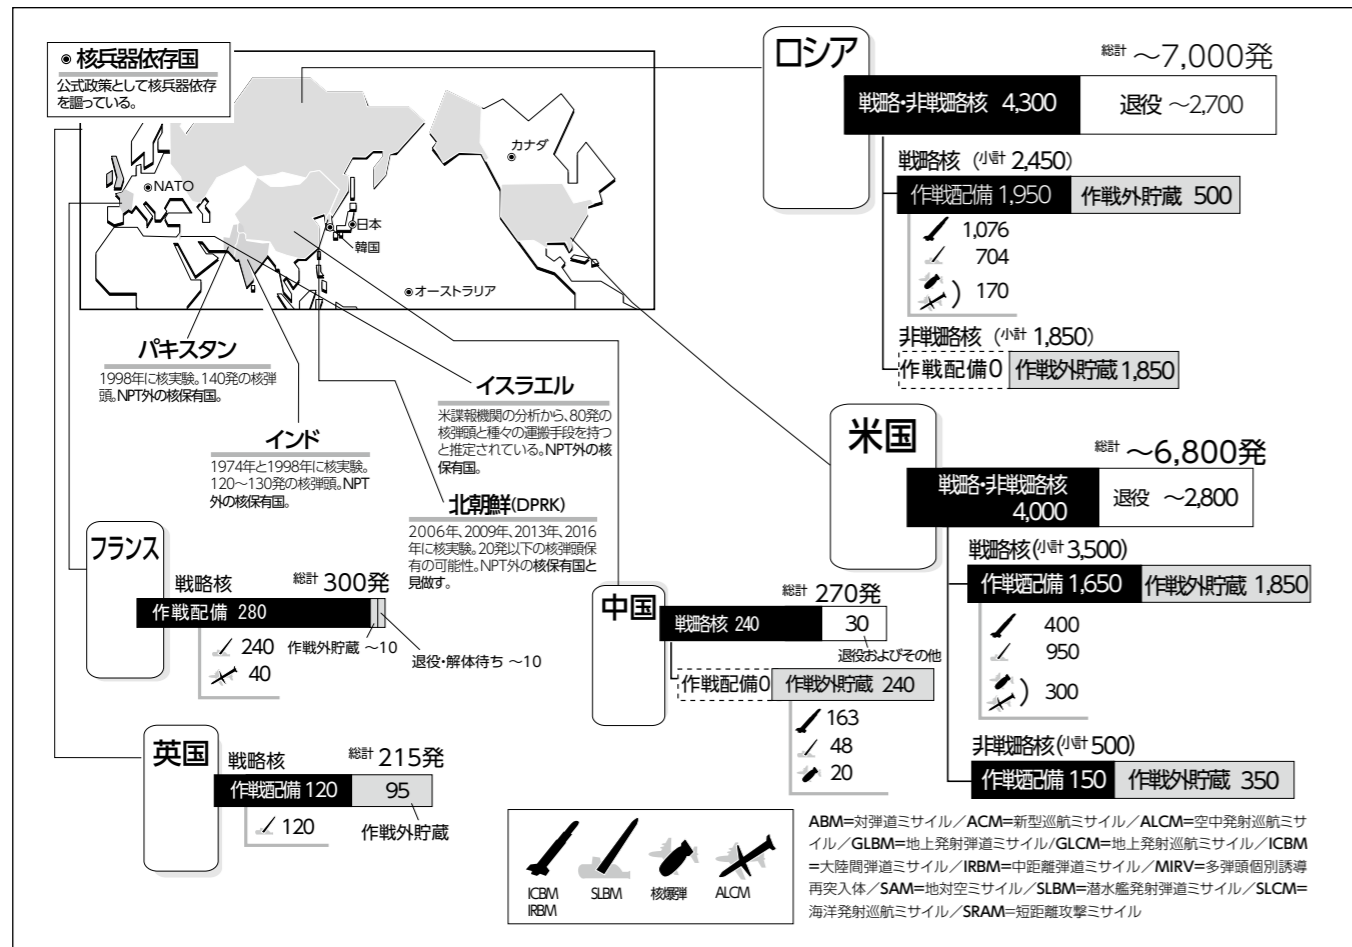 ◉ 核兵器依存国
公式政策として核兵器依存
を謳っている。
NATO
カナダ
日本
韓国
オーストラリア
ロシア
総計 ～7,000発
戦略・非戦略核 4,300
退役 ～2,700
戦略核 (小計 2,450)
作戦配備 1,950
作戦外貯蔵 500
1,076
704
170
非戦略核 (小計 1,850)
作戦配備0
作戦外貯蔵 1,850
パキスタン
1998年に核実験。140発の核弾
頭。NPT外の核保有国。
インド
1974年と1998年に核実験。
120～130発の核弾頭。NPT
外の核保有国。
イスラエル
米諜報機関の分析から、80発の
核弾頭と種々の運搬手段を持つ
と推定されている。NPT外の核
保有国。
北朝鮮(DPRK)
2006年、2009年、2013年、2016
年に核実験。20発以下の核弾頭保
有の可能性。NPT外の核保有国と
見做す。
米国
総計 ～6,800発
戦略・非戦略核
4,000
退役 ～2,800
戦略核(小計 3,500)
作戦配備 1,650
作戦外貯蔵 1,850
400
950
300
非戦略核(小計 500)
作戦配備 150
作戦外貯蔵 350
フランス
戦略核
総計 300発
作戦配備 280
240
40
作戦外貯蔵 ～10
退役・解体待ち ～10
中国
総計 270発
戦略核 240
30
退役およびその他
作戦配備0
作戦外貯蔵 240
163
48
20
英国
戦略核
総計 215発
作戦配備 120
95
120
作戦外貯蔵
ICBM
IRBM
SLBM
核爆弾
ALCM
ABM=対弾道ミサイル／ACM=新型巡航ミサイル／ALCM=空中発射巡航ミサ
イル／GLBM=地上発射弾道ミサイル/GLCM=地上発射巡航ミサイル／ICBM
=大陸間弾道ミサイル／IRBM=中距離弾道ミサイル／MIRV=多弾頭個別誘導
再突入体／SAM=地対空ミサイル／SLBM=潜水艦発射弾道ミサイル／SLCM=
海洋発射巡航ミサイル／SRAM=短距離攻撃ミサイル